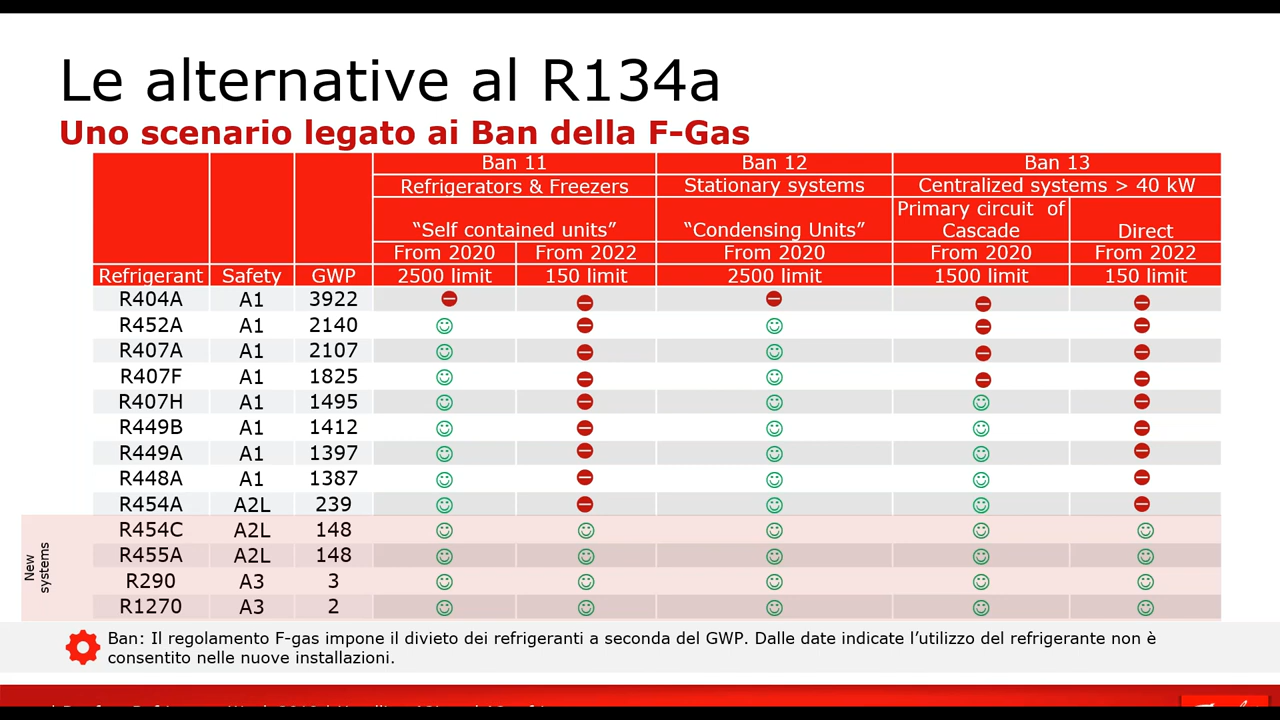 Le alternative al R134a
Uno scenario legato ai Ban della F-Gas
Ban 11 Ban 12 Ban 13
Refrigerators & Freezers Stationary systems Centralized systems > 40 kW
“Self contained units” “Condensing Units” Primary circuit of Cascade Direct
From 2020 From 2022 From 2020 From 2020 From 2022
Refrigerant Safety GWP 2500 limit 150 limit 2500 limit 1500 limit 150 limit
R404A A1 3922
R452A A1 2140
R407A A1 2107
R407F A1 1825
R407H A1 1495
R449B A1 1412
R449A A1 1397
R448A A1 1387
R454A A2L 239
New systems
R454C A2L 148
R455A A2L 148
R290 A3 3
R1270 A3 2
Ban: Il regolamento F-gas impone il divieto dei refrigeranti a seconda del GWP. Dalle date indicate l’utilizzo del refrigerante non è
consentito nelle nuove installazioni.